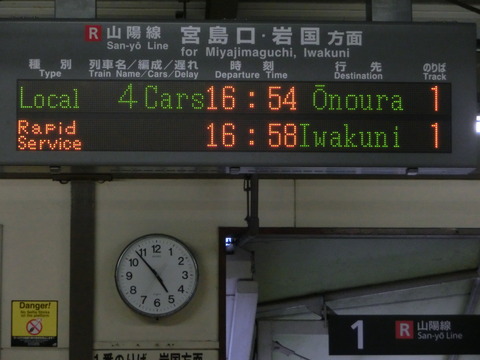 R 山陽線 宮島口・岩国 方面
San-yō Line for Miyajimaguchi, Iwakuni
種 別 列車名／編成／遅れ 時 刻 行 先 のりば
Type Train Name/Cars/Delay Departure Time Destination Track
Local 4 Cars 16:54 Ōnoura 1
Rapid Service 16:58 Iwakuni 1
12 1 2 3 4 5 6 7 8 9 10 11
Danger!
1 R 山陽線
San-yō Line
1番のりば 岩国方面